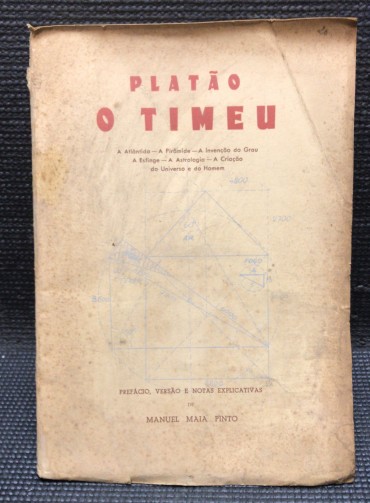 PLATÃO
O TIMEU
A Atlântida — A Pirâmide — A Invenção do Grau
A Esfinge — A Astrologia — A Criação
do Universo e do Homem
PREFÁCIO, VERSÃO E NOTAS EXPLICATIVAS
DE
MANUEL MAIA PINTO